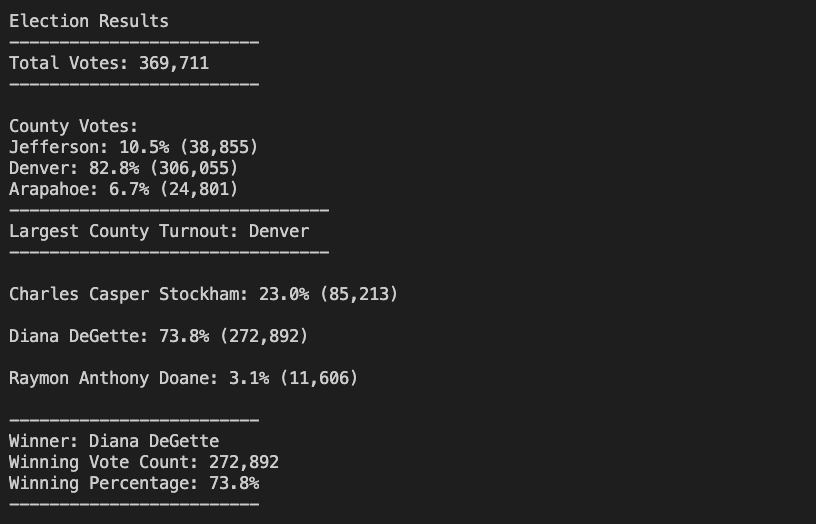 Election Results
-------------------------
Total Votes: 369,711
-------------------------
County Votes:
Jefferson: 10.5% (38,855)
Denver: 82.8% (306,055)
Arapahoe: 6.7% (24,801)
--------------------------------
Largest County Turnout: Denver
--------------------------------
Charles Casper Stockham: 23.0% (85,213)
Diana DeGette: 73.8% (272,892)
Raymon Anthony Doane: 3.1% (11,606)
-------------------------
Winner: Diana DeGette
Winning Vote Count: 272,892
Winning Percentage: 73.8%
-------------------------